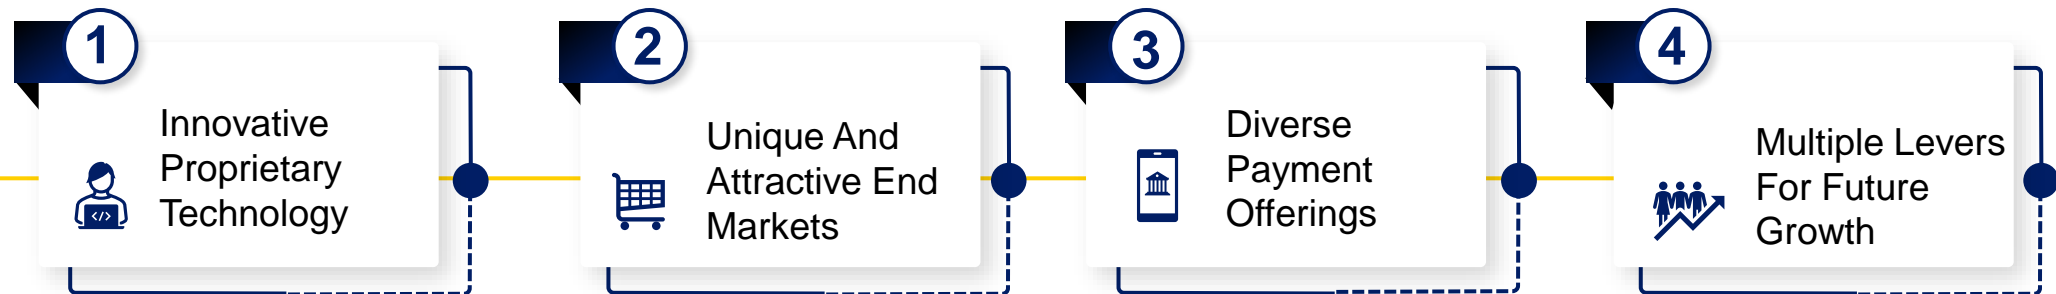 1
Innovative
Proprietary
Technology
2
Unique And
Attractive End
Markets
3
Diverse
Payment
Offerings
4
Multiple Levers
For Future
Growth